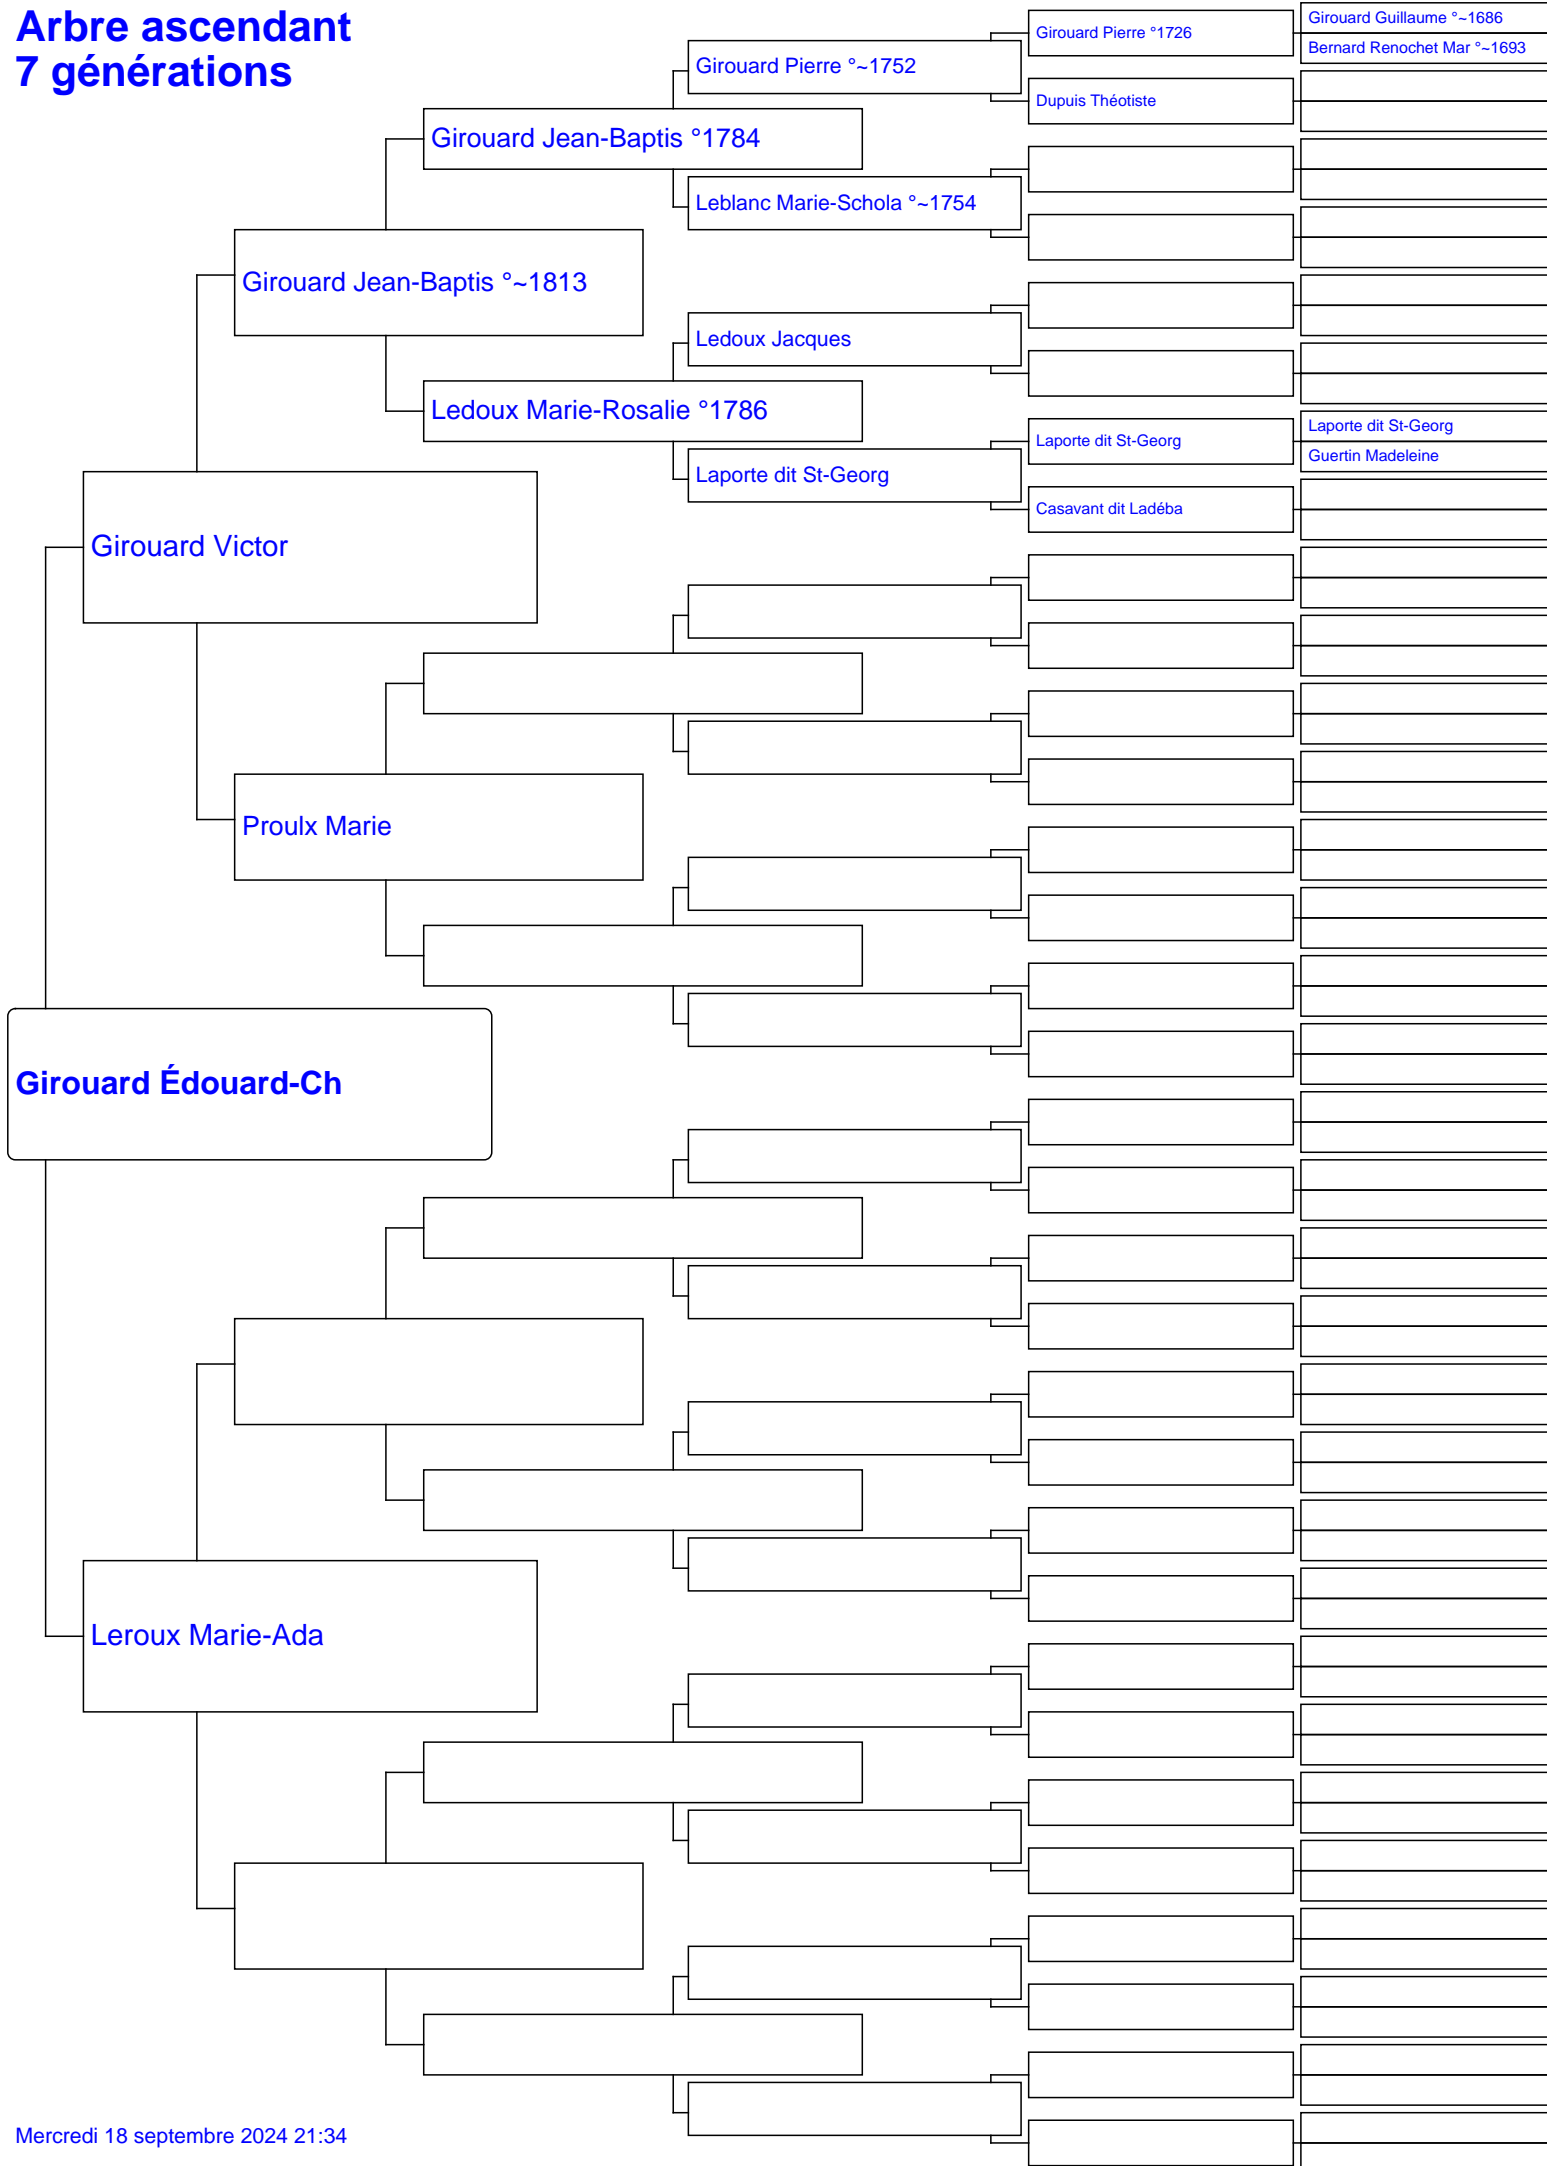 Arbre ascendant
7 générations
Girouard Pierre °1726
Girouard Guillaume °~1686
Bernard Renochet Mar °~1693
Girouard Pierre °~1752
Dupuis Théotiste
Girouard Jean-Baptis °1784
Leblanc Marie-Schola °~1754
Girouard Jean-Baptis °~1813
Ledoux Jacques
Ledoux Marie-Rosalie °1786
Laporte dit St-Georg
Laporte dit St-Georg
Guertin Madeleine
Laporte dit St-Georg
Casavant dit Ladéba
Girouard Victor
Proulx Marie
Girouard Édouard-Ch
Leroux Marie-Ada
Mercredi 18 septembre 2024 21:34